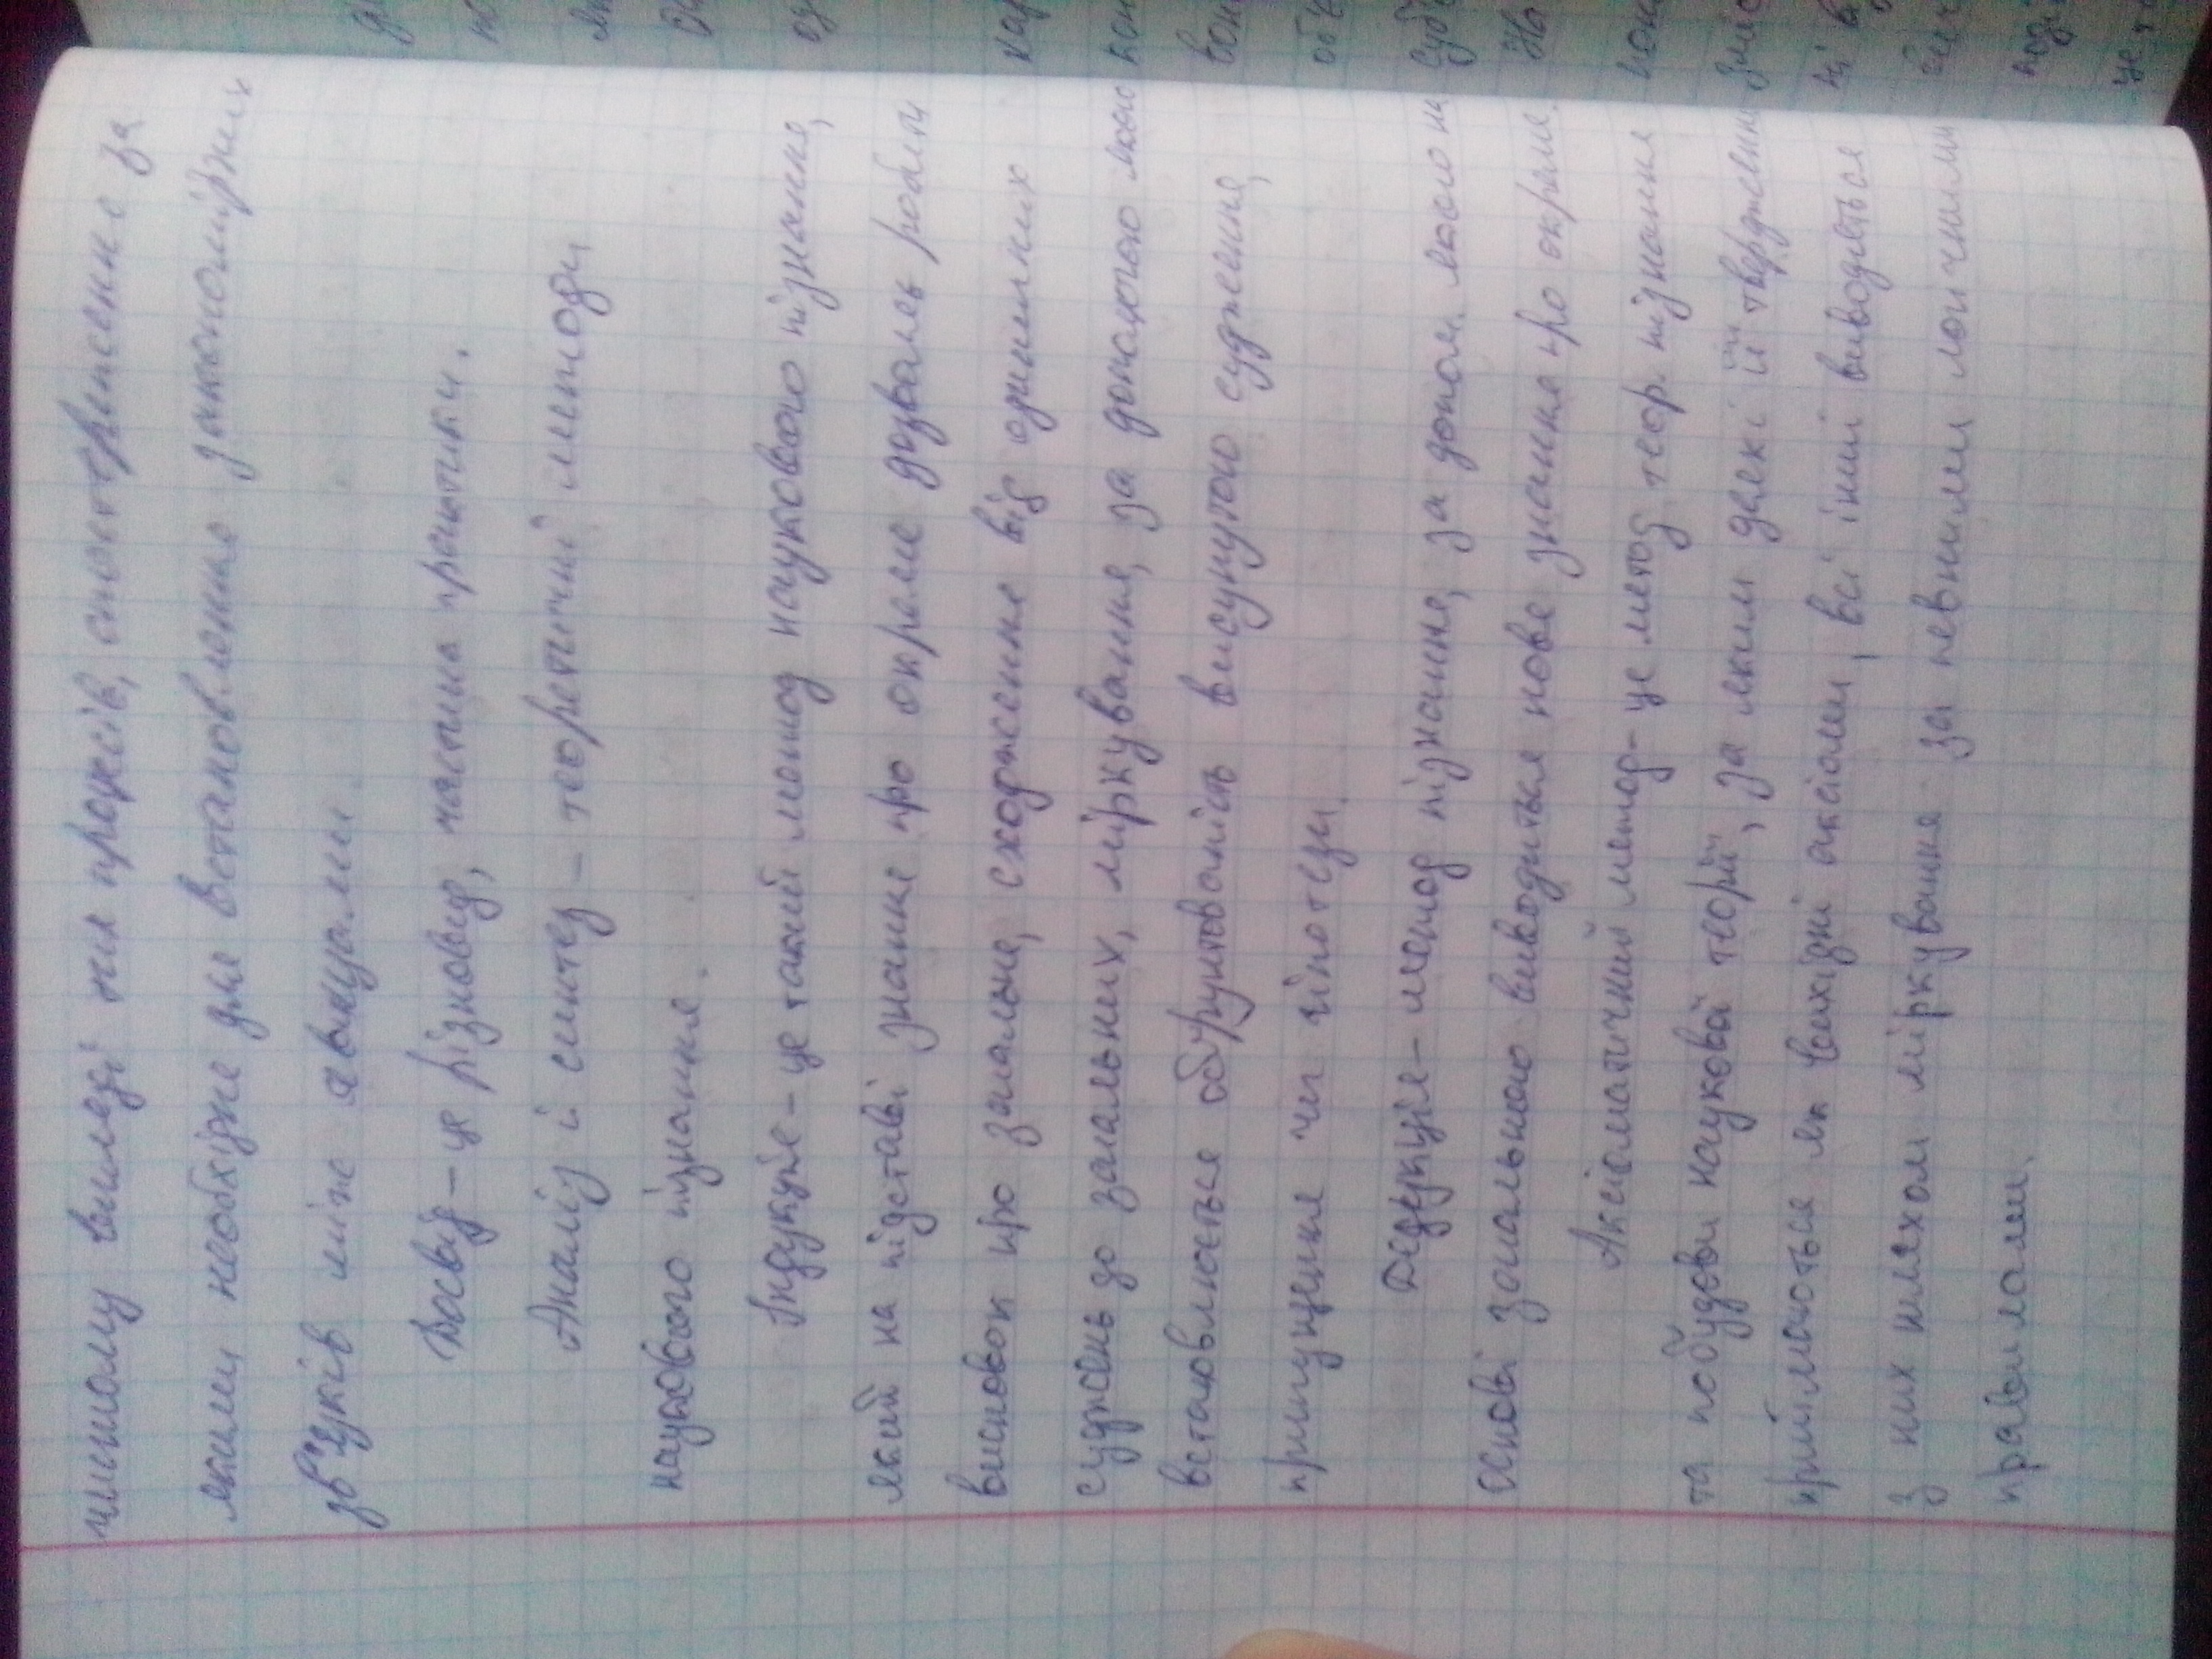 чистому вигляді тих процесів, спостереження за
якими необхідне для встановлення закономірних
зв'язків між явищами.
Досвід – це різновид, частина практики.
Аналіз і синтез – теоретичні методи
наукового пізнання.
Індукція – це такий метод наукового пізнання,
який на підставі знання про окреме дозволяє робити
висновок про загальне, сходження від одиничних
суджень до загальних, міркування, за допомогою якого
встановлюється обґрунтованість висунутого судження,
припущення чи гіпотези.
Дедукція – метод пізнання, за допом. якого на
основі загального виводиться нове знання про окреме.
Аксіоматичний метод – це метод теор. пізнання
та побудови наукової теорії, за яким деякі її твердження
приймаються як вихідні аксіоми, всі інші виводяться
з них шляхом міркування за певними логічними
правилами.